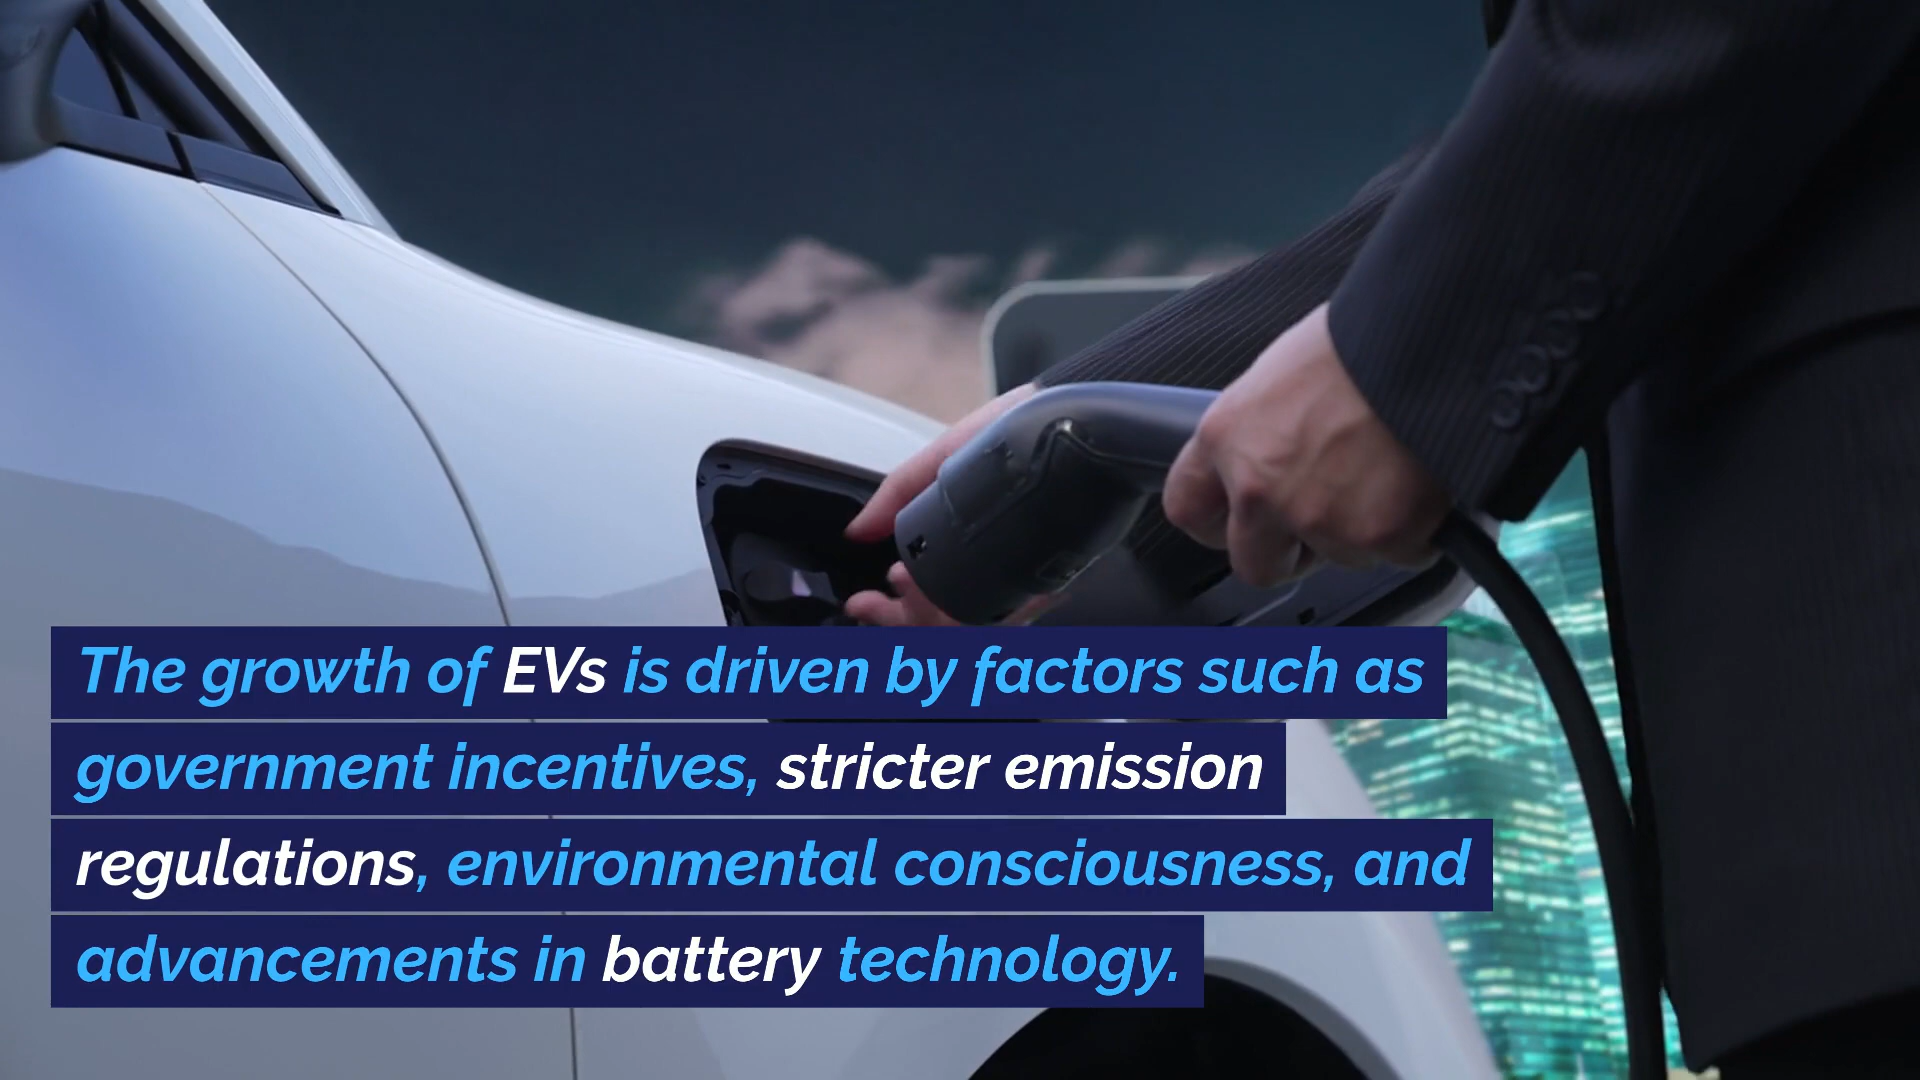 The growth of EVs is driven by factors such as
government incentives, stricter emission
regulations, environmental consciousness, and
advancements in battery technology.